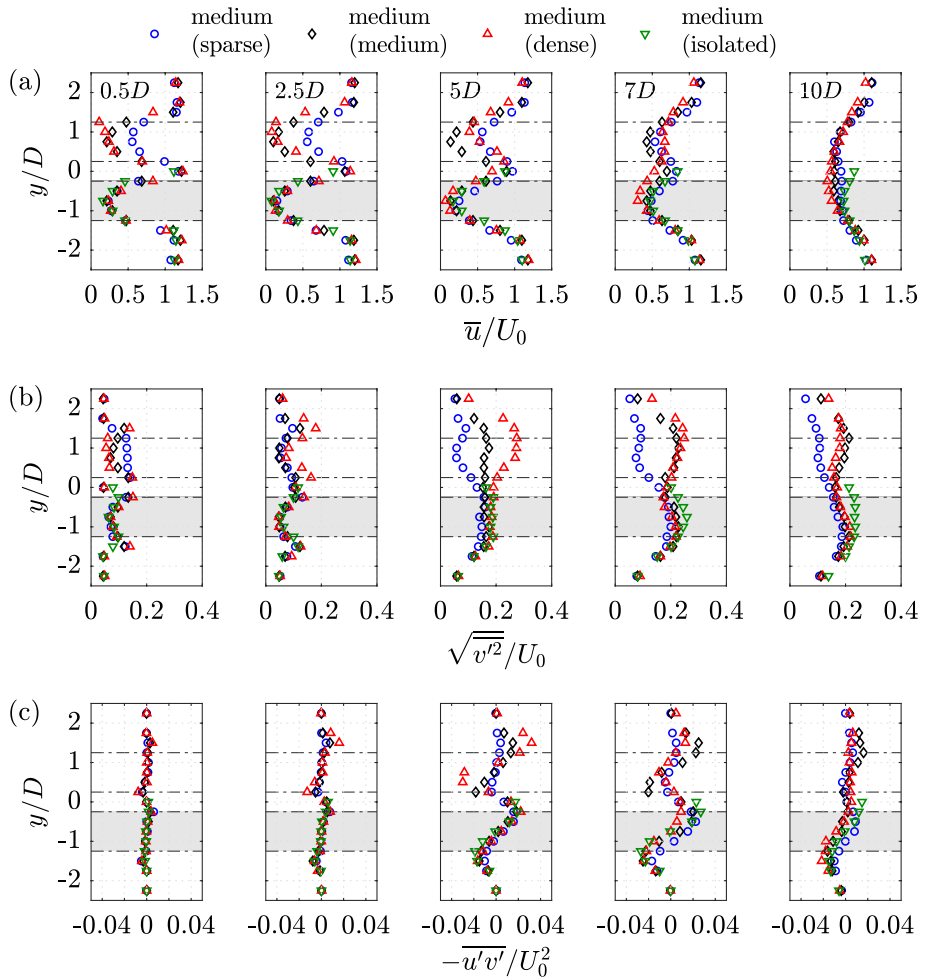 medium medium medium medium
(sparse) (medium) (dense) (isolated)
(a)
0.5D 2.5D 5D 7D 10D
2
1
0
-1
-2
y/D
0 0.5 1 1.5 0 0.5 1 1.5 0 0.5 1 1.5 0 0.5 1 1.5 0 0.5 1 1.5
u̅/U₀
(b)
2
1
0
-1
-2
y/D
0 0.2 0.4 0 0.2 0.4 0 0.2 0.4 0 0.2 0.4 0 0.2 0.4
√v̅′²̅/U₀
(c)
2
1
0
-1
-2
y/D
-0.04 0 0.04 -0.04 0 0.04 -0.04 0 0.04 -0.04 0 0.04 -0.04 0 0.04
−u̅′v̅′/U₀²